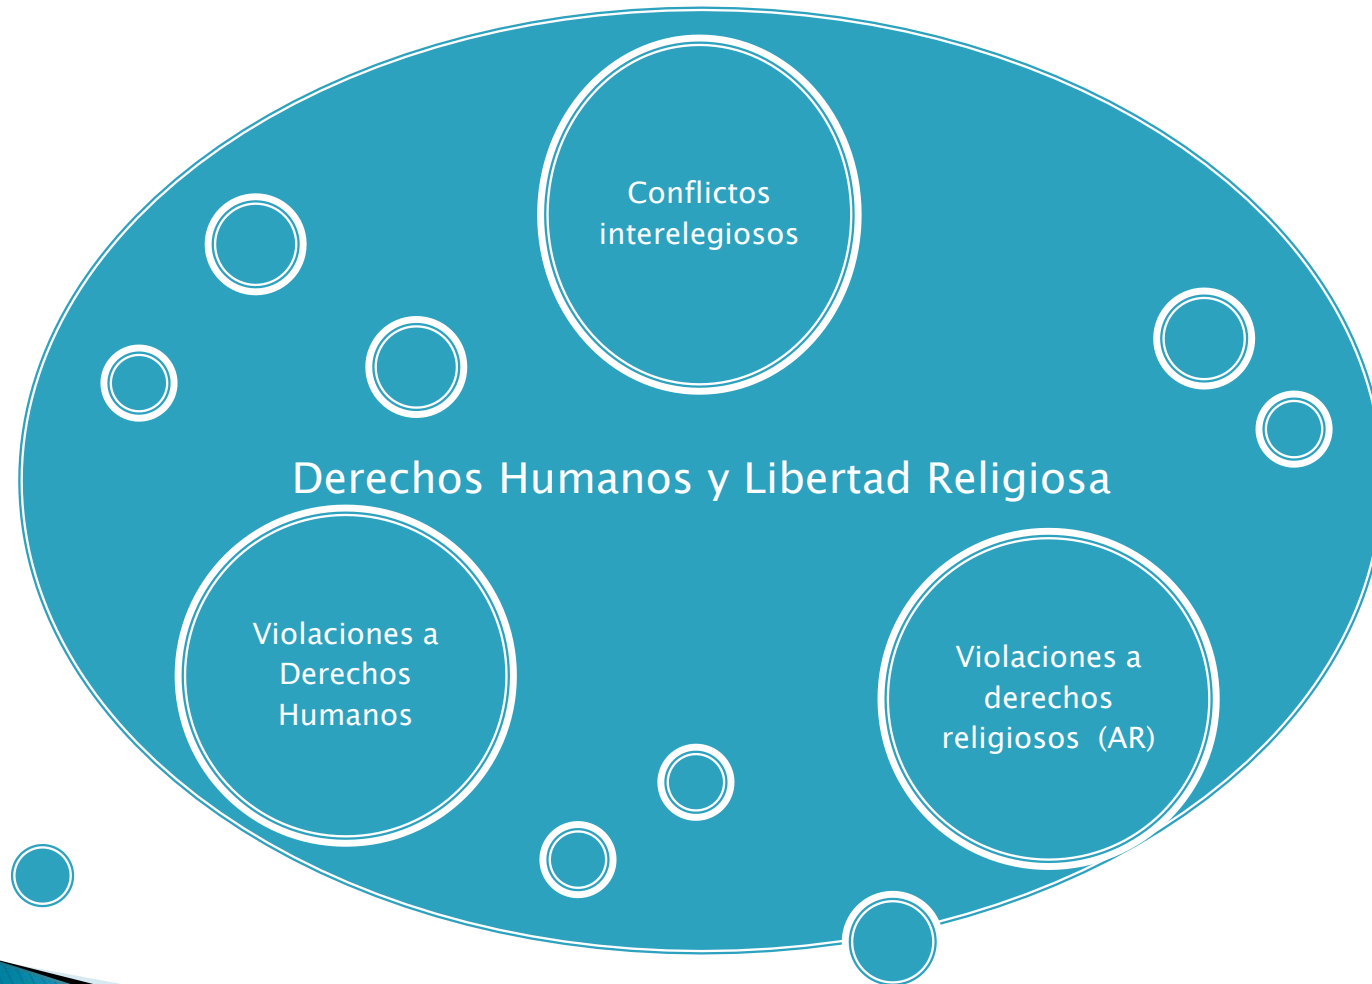 Conflictos
interelegiosos
Derechos Humanos y Libertad Religiosa
Violaciones a
Derechos
Humanos
Violaciones a
derechos
religiosos (AR)